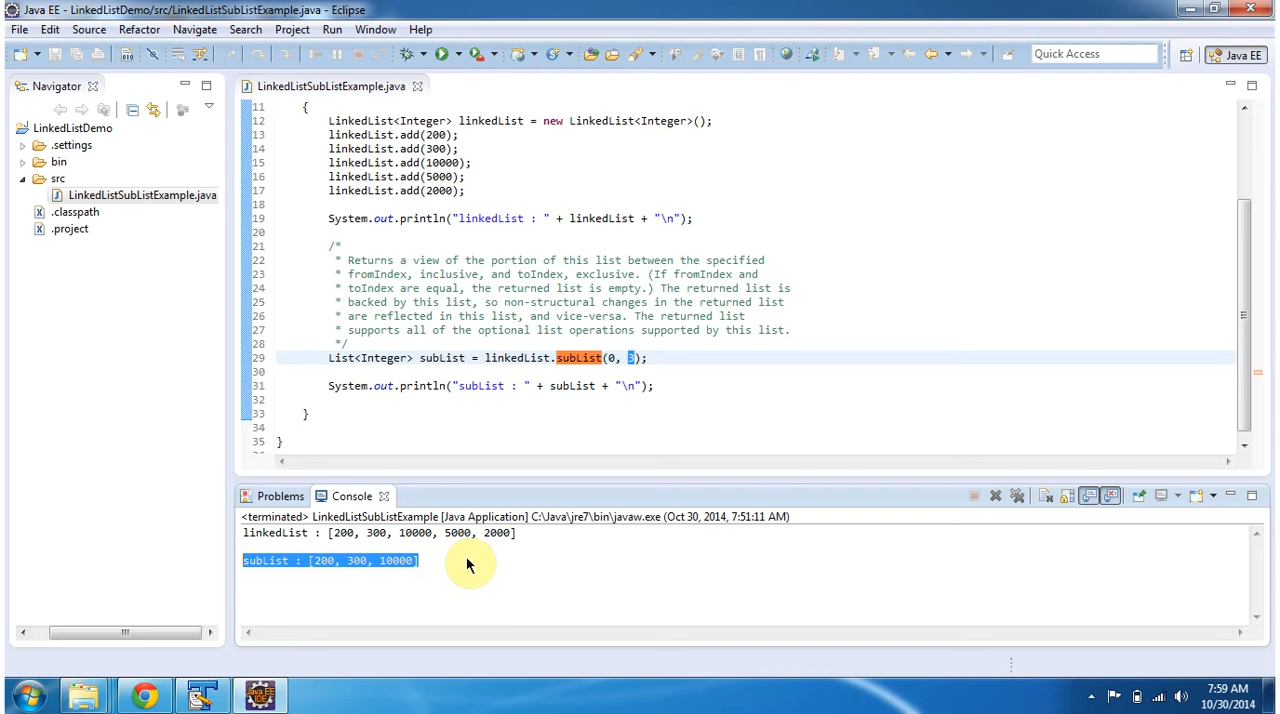 Java EE - LinkedListDemo/src/LinkedListSubListExample.java - Eclipse
File Edit Source Refactor Navigate Search Project Run Window Help
Quick Access
Java EE
Navigator
LinkedListDemo
.settings
bin
src
LinkedListSubListExample.java
.classpath
.project
LinkedListSubListExample.java
11 {
12 LinkedList<Integer> linkedList = new LinkedList<Integer>();
13 linkedList.add(200);
14 linkedList.add(300);
15 linkedList.add(10000);
16 linkedList.add(5000);
17 linkedList.add(2000);
18
19 System.out.println("linkedList : " + linkedList + "\n");
20
21 /*
22 * Returns a view of the portion of this list between the specified
23 * fromIndex, inclusive, and toIndex, exclusive. (If fromIndex and
24 * toIndex are equal, the returned list is empty.) The returned list is
25 * backed by this list, so non-structural changes in the returned list
26 * are reflected in this list, and vice-versa. The returned list
27 * supports all of the optional list operations supported by this list.
28 */
29 List<Integer> subList = linkedList.subList(0, 3);
30
31 System.out.println("subList : " + subList + "\n");
32
33 }
34
35 }
Problems Console
<terminated> LinkedListSubListExample [Java Application] C:\Java\jre7\bin\javaw.exe (Oct 30, 2014, 7:51:11 AM)
linkedList : [200, 300, 10000, 5000, 2000]
subList : [200, 300, 10000]
Java EE
IDE
7:59 AM
10/30/2014